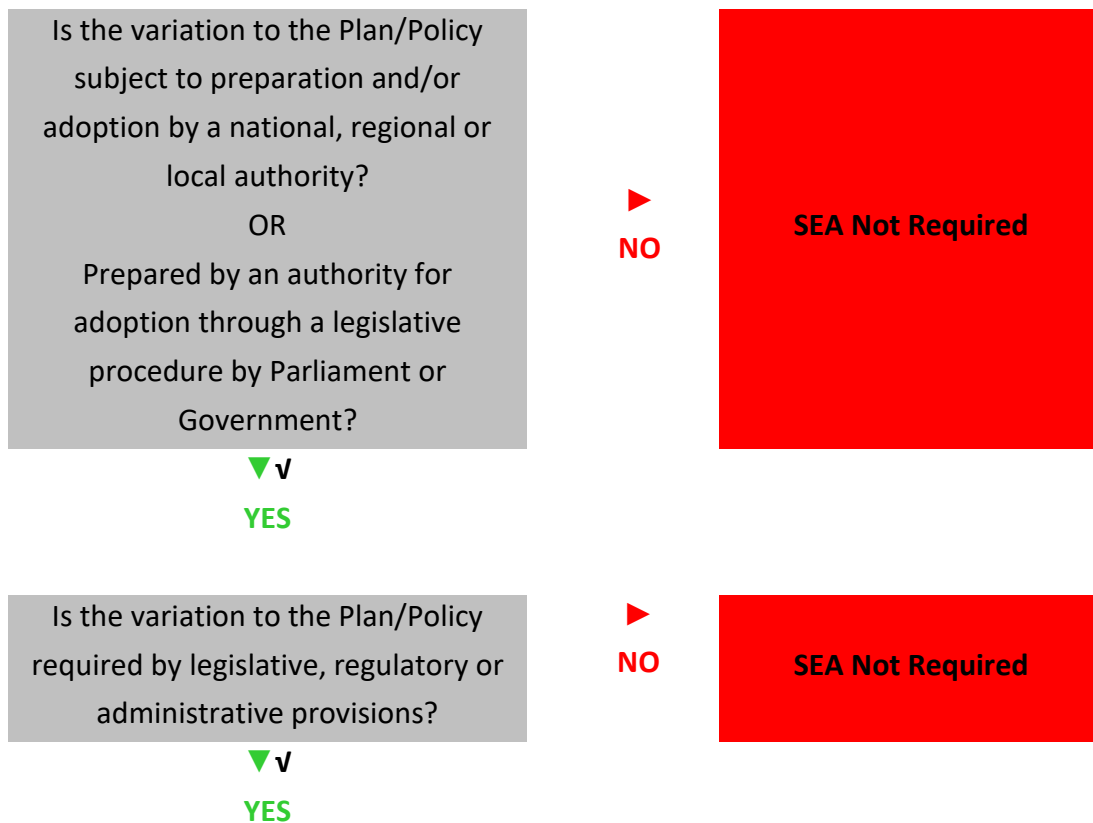 Is the variation to the Plan/Policy
subject to preparation and/or
adoption by a national, regional or
local authority?
OR
Prepared by an authority for
adoption through a legislative
procedure by Parliament or
Government?
►
NO
SEA Not Required
▼√
YES
Is the variation to the Plan/Policy
required by legislative, regulatory or
administrative provisions?
►
NO
SEA Not Required
▼√
YES